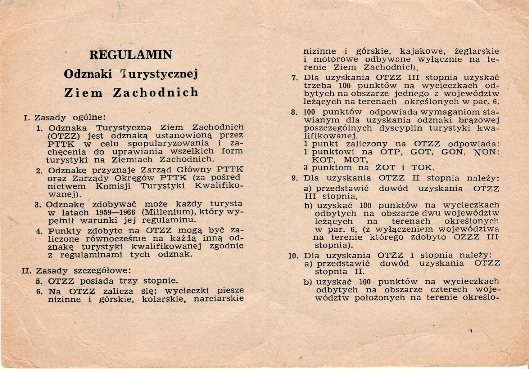 REGULAMIN
Odznaki Turystycznej
Ziem Zachodnich
I. Zasady ogólne:
1. Odznaka Turystyczna Ziem Zachodnich
(OTZZ) jest odznaką ustanowioną przez
PTTK w celu spopularyzowania i za-
chęcenia do uprawiania wszelkich form
turystyki na Ziemiach Zachodnich.
2. Odznakę przyznaje Zarząd Główny PTTK
oraz Zarządy Okręgów PTTK (za pośred
nictwem Komisji Turystyki Kwalifiko-
wanej).
3. Odznakę zdobywać może każdy turysta
w latach 1959—1966 (Millenium), który wy-
pełnił warunki jej regulaminu.
4. Punkty zdobyte na OTZZ mogą być za-
liczone równocześnie na każdą inną od-
znakę turystyki kwalifikowanej zgodnie
z regulaminami tych odznak.
II. Zasady szczegółowe:
5. OTZZ posiada trzy stopnie.
6. Na OTZZ zalicza się: wycieczki piesze
nizinne i górskie, kolarskie, narciarskie
nizinne i górskie, kajakowe, żeglarskie
i motorowe odbywane wyłącznie na te-
renie Ziem Zachodnich.
7. Dla uzyskania OTZZ III stopnia uzyskać
trzeba 100 punktów na wycieczkach od-
bytych na obszarze jednego z województw
leżących na terenach określonych w par. 6.
8. 100 punktów odpowiada wymaganiom sta-
wianym dla uzyskania odznaki brązowej
poszczególnych dyscyplin turystyki kwa-
lifikowanej,
1 punkt zaliczony na OTZZ odpowiada:
1 punktowi na OTP, GOT, GON, NON:
KOT, MOT,
3 punktom na ŻOT i TOK.
9. Dla uzyskania OTZZ II stopnia należy:
a) przedstawić dowód uzyskania OTZZ
III stopnia,
b) uzyskać 100 punktów na wycieczkach
odbytych na obszarze dwu województw
leżących na terenach określonych
w par. 6, (z wyłączeniem województwa
na terenie którego zdobyto OZZZ III
stopnia).
10. Dla uzyskania OTZZ I stopnia należy:
a) przedstawić dowód uzyskania OTZZ
stopnia II.
b) uzyskać 100 punktów na wycieczkach
odbytych na obszarze czterech woje-
wództw położonych na terenie określo-